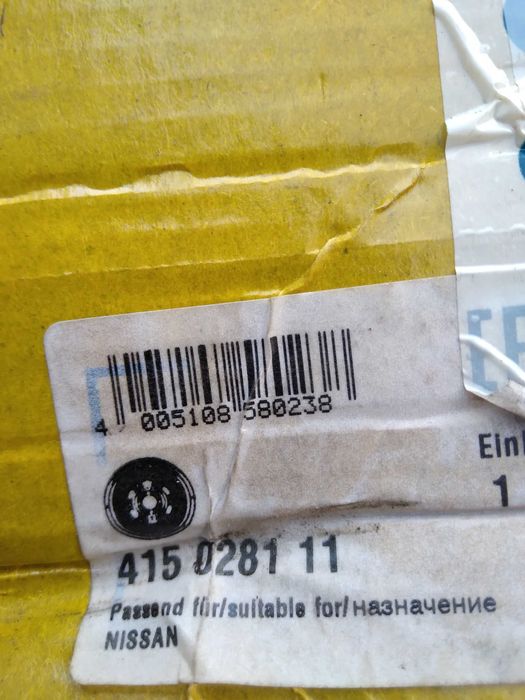 4 005108 580238
Einh
1
415 0281 11
Passend für/suitable for/назначение
NISSAN